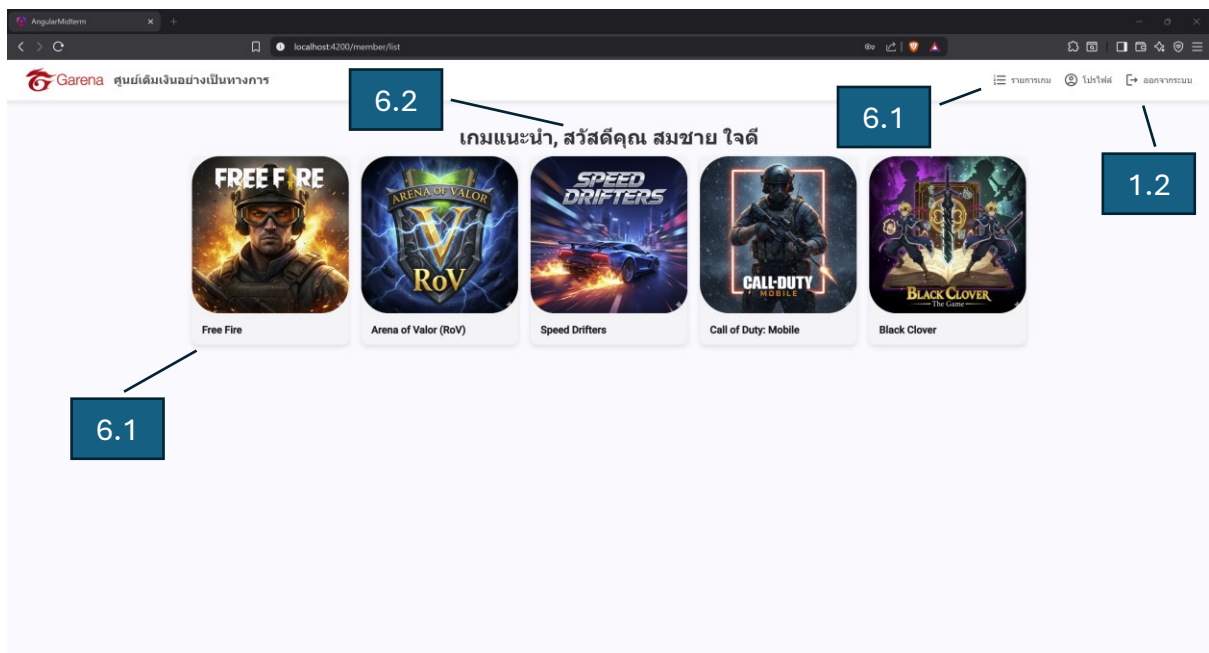 AngularMidterm
localhost:4200/member/list
Garena ศูนย์เติมเงินอย่างเป็นทางการ
รายการเกม โปรไฟล์ ออกจากระบบ
6.2
6.1
1.2
เกมแนะนำ, สวัสดีคุณ สมชาย ใจดี
FREE FIRE
ARENA OF VALOR
RoV
SPEED
DRIFTERS
CALL·DUTY
MOBILE
BLACK CLOVER
The Game
Free Fire
Arena of Valor (RoV)
Speed Drifters
Call of Duty: Mobile
Black Clover
6.1